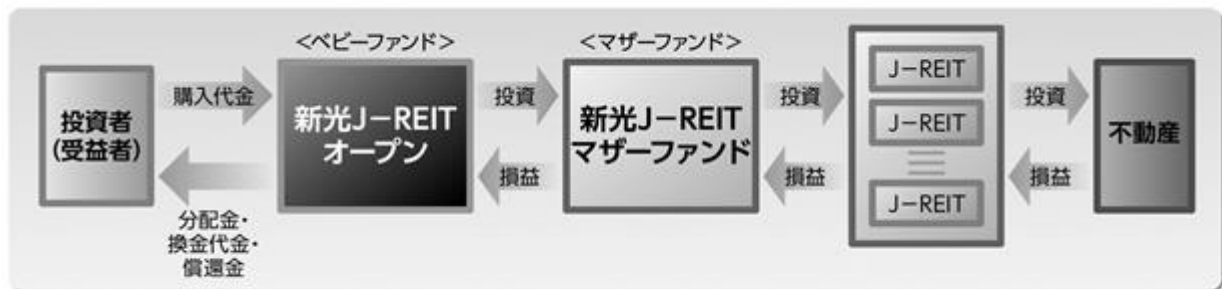 <ベビーファンド>
<マザーファンド>
投資者
(受益者)
購入代金
分配金・
換金代金・
償還金
新光J-REIT
オープン
投資
損益
新光J-REIT
マザーファンド
投資
損益
J-REIT
J-REIT
J-REIT
投資
損益
不動産